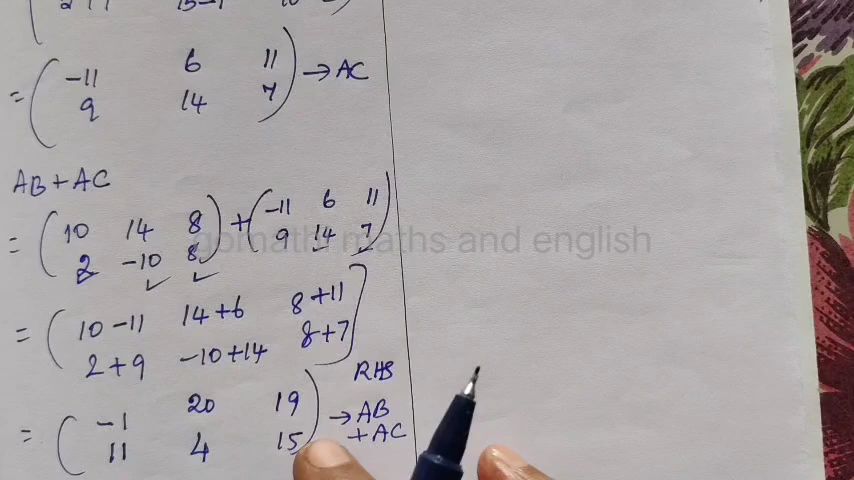 = ( -11 6 11 ) → AC
9 14 7
AB + AC
= ( 10 14 8 ) + ( -11 6 11 )
2 -10 8 9 14 7
gomathi maths and english
= ( 10 -11 14 +6 8 +11 )
2 + 9 -10 +14 8 +7
RHS
= ( -1 20 19 ) → AB
11 4 15 + AC